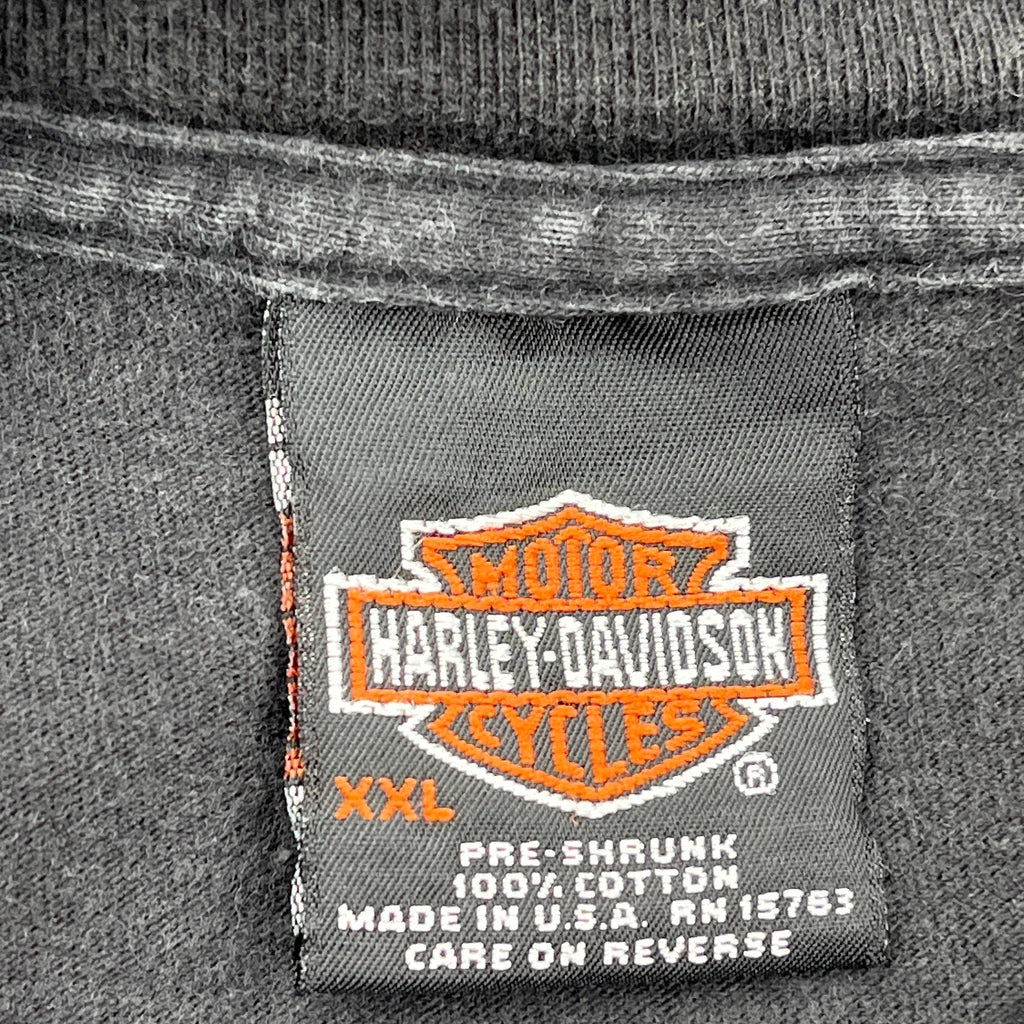 MOTOR
HARLEY-DAVIDSON
CYCLES
®
XXL
PRE-SHRUNK
100% COTTON
MADE IN U.S.A. RN 15763
CARE ON REVERSE